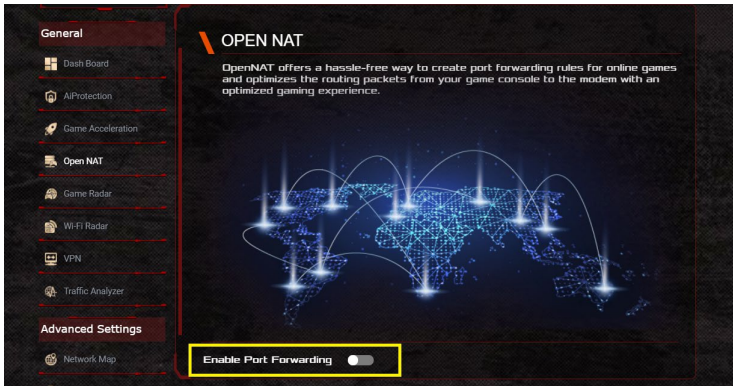 General
Dash Board
AiProtection
Game Acceleration
Open NAT
Game Radar
Wi-Fi Radar
VPN
Traffic Analyzer
Advanced Settings
Network Map
OPEN NAT
OpenNAT offers a hassle-free way to create port forwarding rules for online games
and optimizes the routing packets from your game console to the modem with an
optimized gaming experience.
Enable Port Forwarding